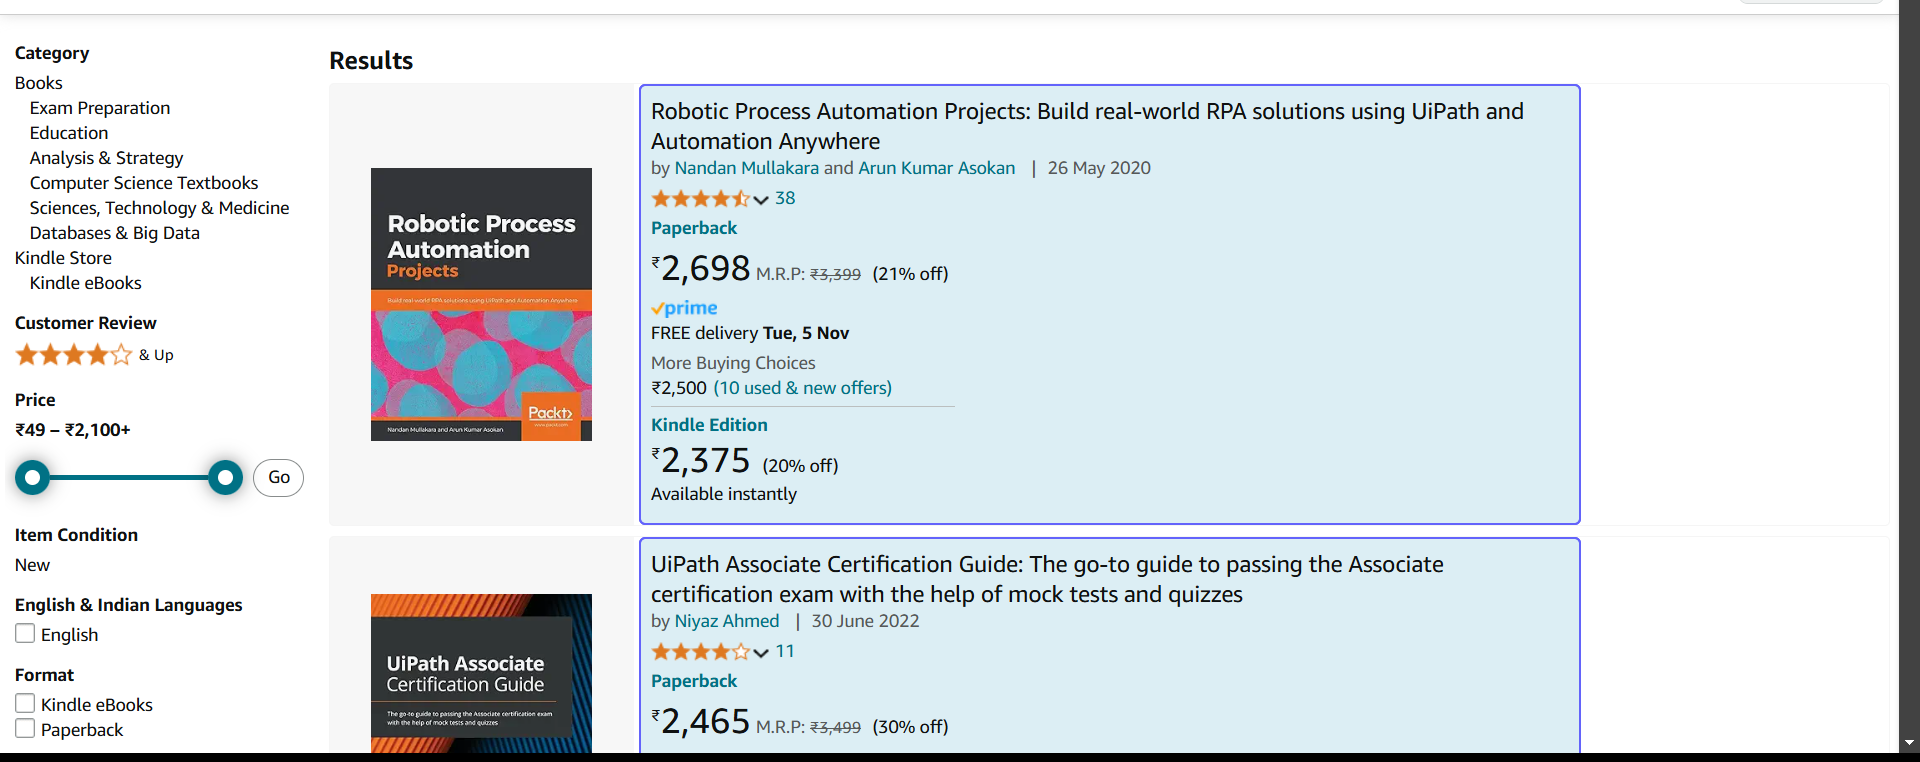 Category
Books
Exam Preparation
Education
Analysis & Strategy
Computer Science Textbooks
Sciences, Technology & Medicine
Databases & Big Data
Kindle Store
Kindle eBooks
Customer Review
& Up
Price
₹49 – ₹2,100+
Go
Item Condition
New
English & Indian Languages
English
Format
Kindle eBooks
Paperback
Results
Robotic Process
Automation
Projects
Build real-world RPA solutions using UiPath and Automation Anywhere
Packt>
www.packt.com
Nandan Mullakara and Arun Kumar Asokan
Robotic Process Automation Projects: Build real-world RPA solutions using UiPath and
Automation Anywhere
by Nandan Mullakara and Arun Kumar Asokan | 26 May 2020
38
Paperback
₹2,698 M.R.P: ₹3,399 (21% off)
prime
FREE delivery Tue, 5 Nov
More Buying Choices
₹2,500 (10 used & new offers)
Kindle Edition
₹2,375 (20% off)
Available instantly
UiPath Associate
Certification Guide
The go-to guide to passing the Associate certification exam
with the help of mock tests and quizzes
UiPath Associate Certification Guide: The go-to guide to passing the Associate
certification exam with the help of mock tests and quizzes
by Niyaz Ahmed | 30 June 2022
11
Paperback
₹2,465 M.R.P: ₹3,499 (30% off)